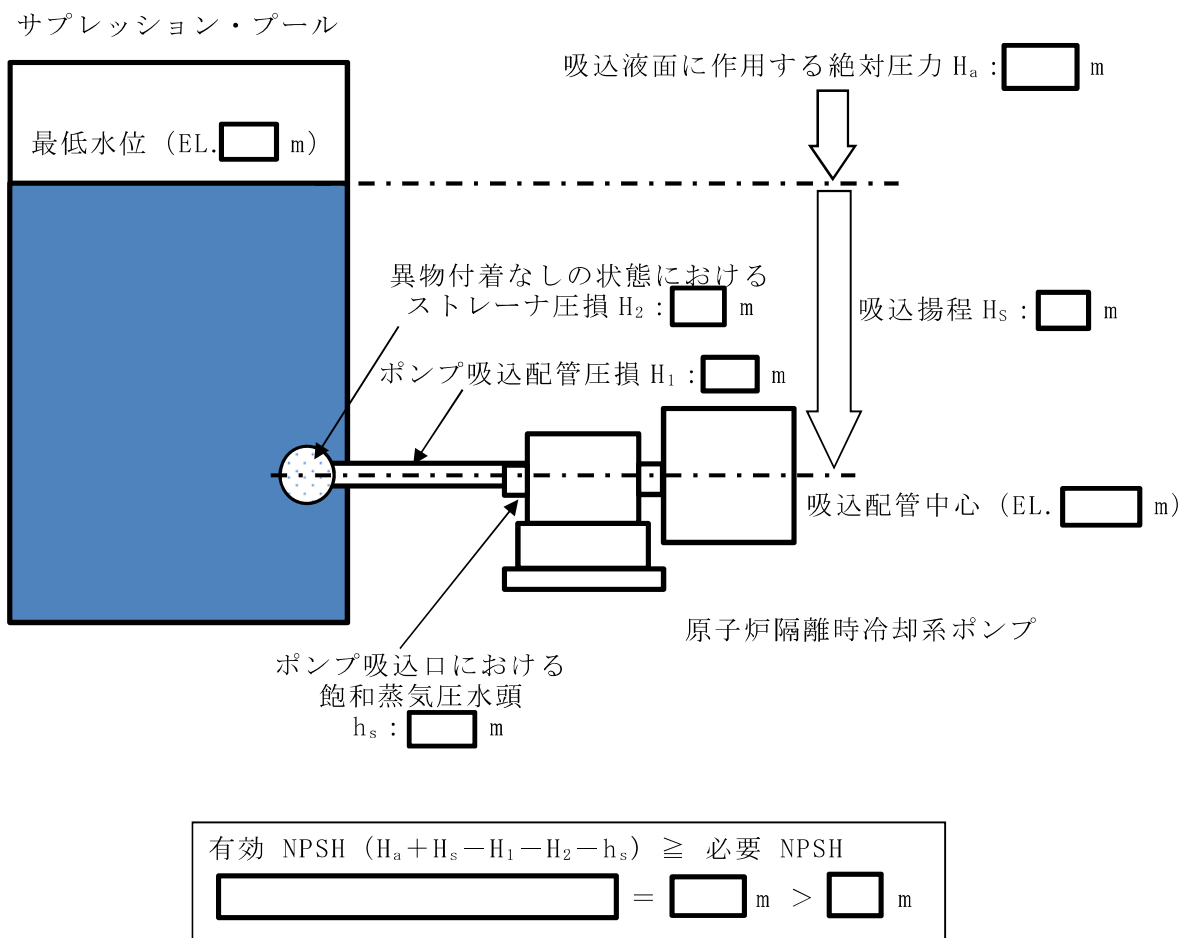 サプレッション・プール
吸込液面に作用する絶対圧力 Hₐ : m
最低水位 (EL. m)
異物付着なしの状態における
ストレーナ圧損 H₂ : m
吸込揚程 H_S : m
ポンプ吸込配管圧損 H₁ : m
吸込配管中心 (EL. m)
原子炉隔離時冷却系ポンプ
ポンプ吸込口における
飽和蒸気圧水頭
hₛ : m
有効 NPSH (Hₐ+Hₛ-H₁-H₂-hₛ) ≧ 必要 NPSH
= m > m